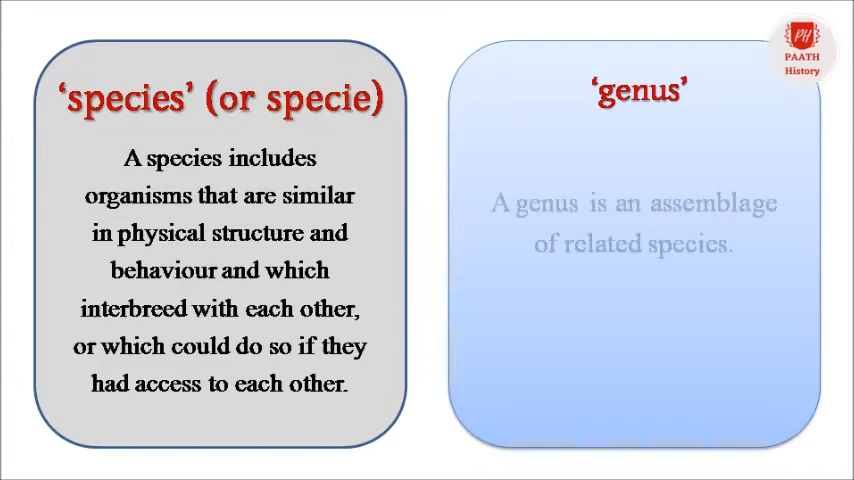 ‘species’ (or specie)
A species includes
organisms that are similar
in physical structure and
behaviour and which
interbreed with each other,
or which could do so if they
had access to each other.
‘genus’
A genus is an assemblage
of related species.
PH
PAATH
History